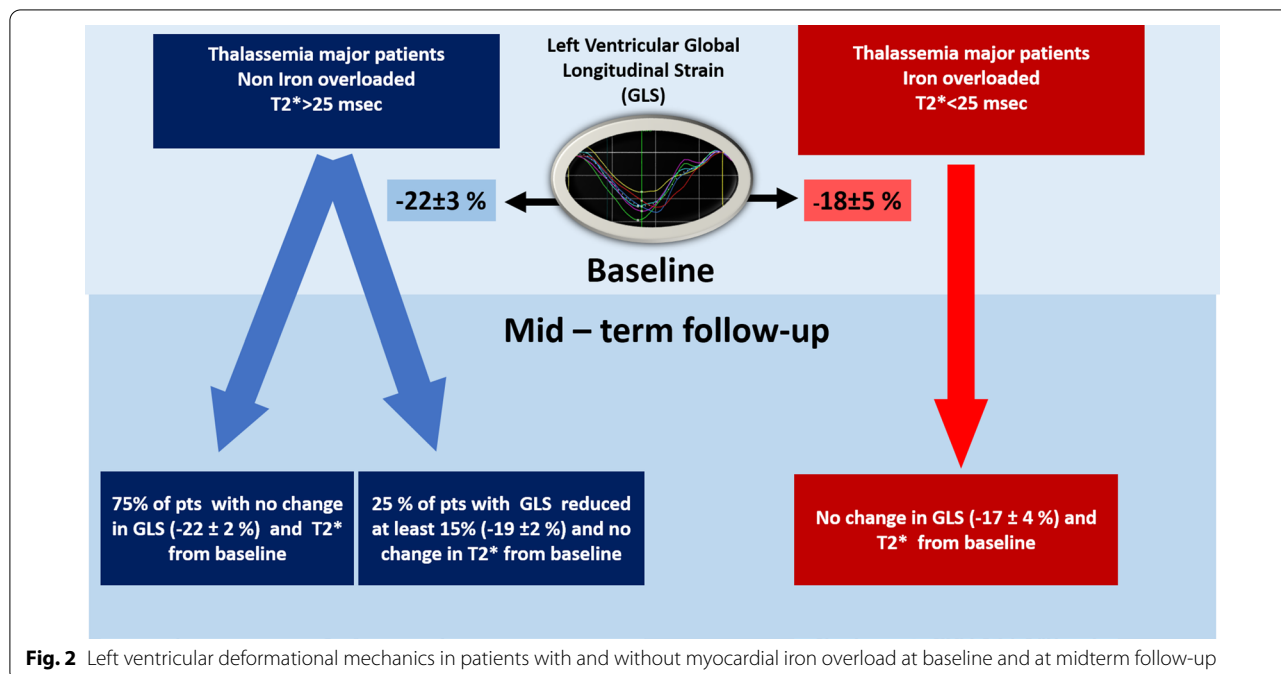 Thalassemia major patients
Non Iron overloaded
T2*>25 msec
Left Ventricular Global
Longitudinal Strain
(GLS)
Thalassemia major patients
Iron overloaded
T2*<25 msec
-22±3 %
-18±5 %
Baseline
Mid – term follow-up
75% of pts with no change
in GLS (-22 ± 2 %) and T2*
from baseline
25 % of pts with GLS reduced
at least 15% (-19 ±2 %) and no
change in T2* from baseline
No change in GLS (-17 ± 4 %) and
T2* from baseline
Fig. 2 Left ventricular deformational mechanics in patients with and without myocardial iron overload at baseline and at midterm follow-up